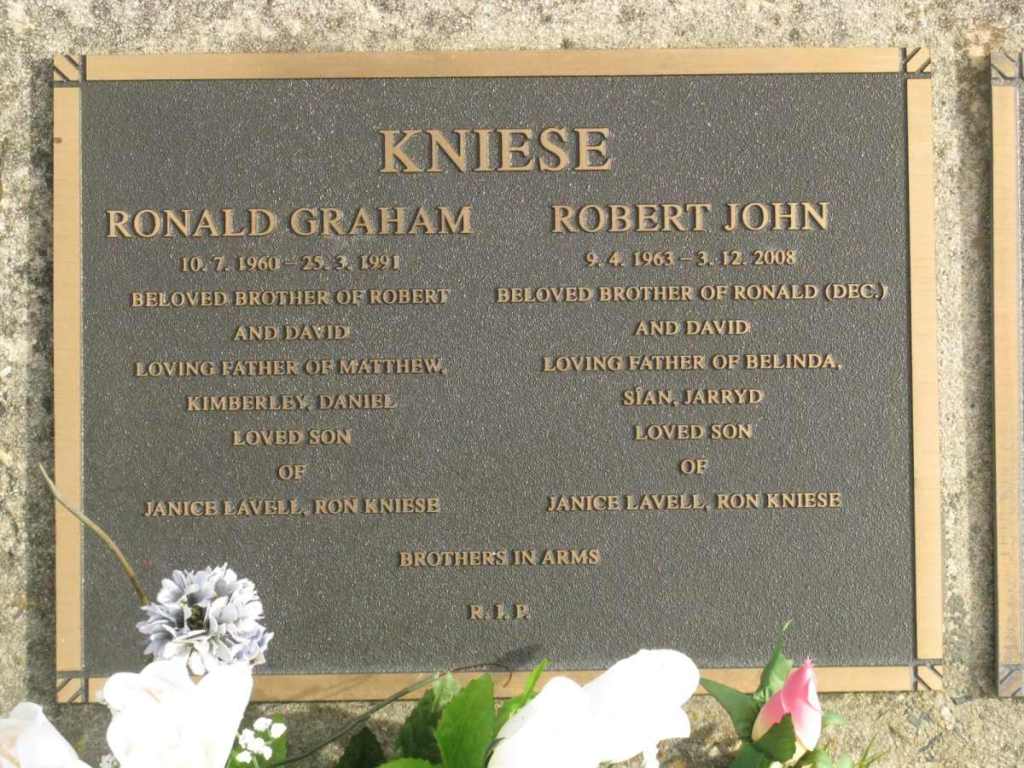 KNIESE
RONALD GRAHAM
10. 7. 1960 – 25. 3. 1991
BELOVED BROTHER OF ROBERT
AND DAVID
LOVING FATHER OF MATTHEW,
KIMBERLEY, DANIEL
LOVED SON
OF
JANICE LAVELL, RON KNIESE
ROBERT JOHN
9. 4. 1963 – 3. 12. 2008
BELOVED BROTHER OF RONALD (DEC.)
AND DAVID
LOVING FATHER OF BELINDA,
SÍAN, JARRYD
LOVED SON
OF
JANICE LAVELL, RON KNIESE
BROTHERS IN ARMS
R. I. P.